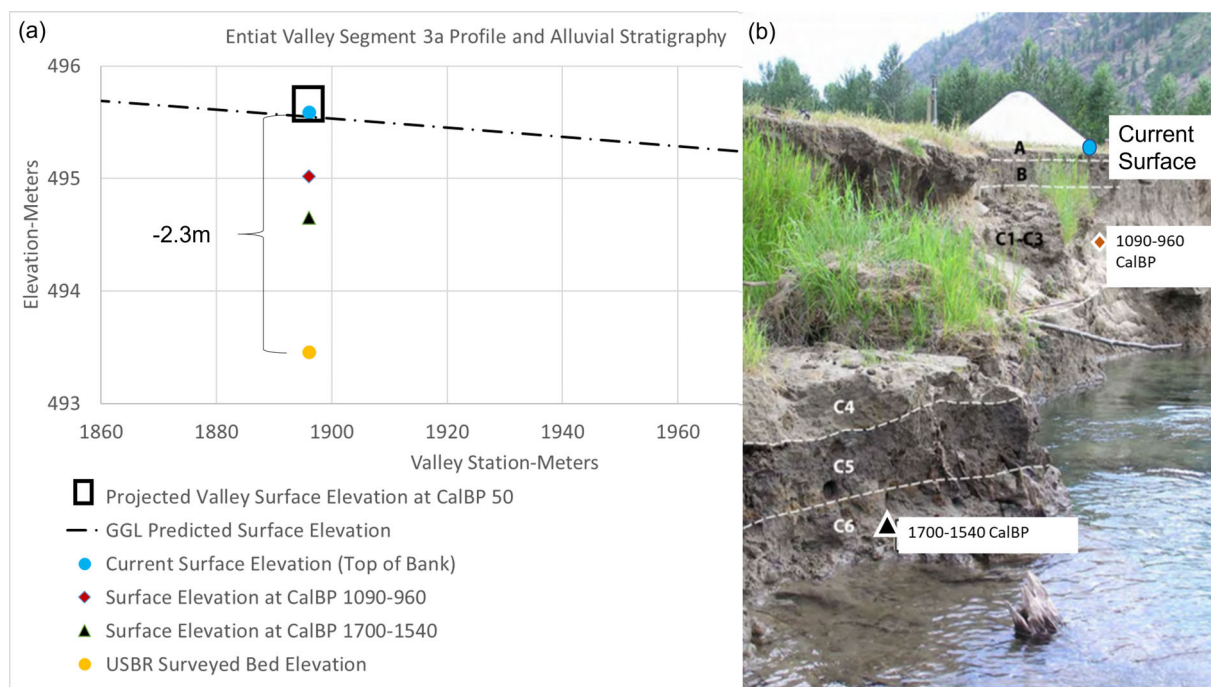 (a)
Entiat Valley Segment 3a Profile and Alluvial Stratigraphy
496
495
494
493
Elevation-Meters
-2.3m
1860
1880
1900
1920
1940
1960
Valley Station-Meters
Projected Valley Surface Elevation at CalBP 50
GGL Predicted Surface Elevation
Current Surface Elevation (Top of Bank)
Surface Elevation at CalBP 1090-960
Surface Elevation at CalBP 1700-1540
USBR Surveyed Bed Elevation
(b)
Current
Surface
A
B
C1-C3
1090-960
CalBP
C4
C5
C6
1700-1540 CalBP